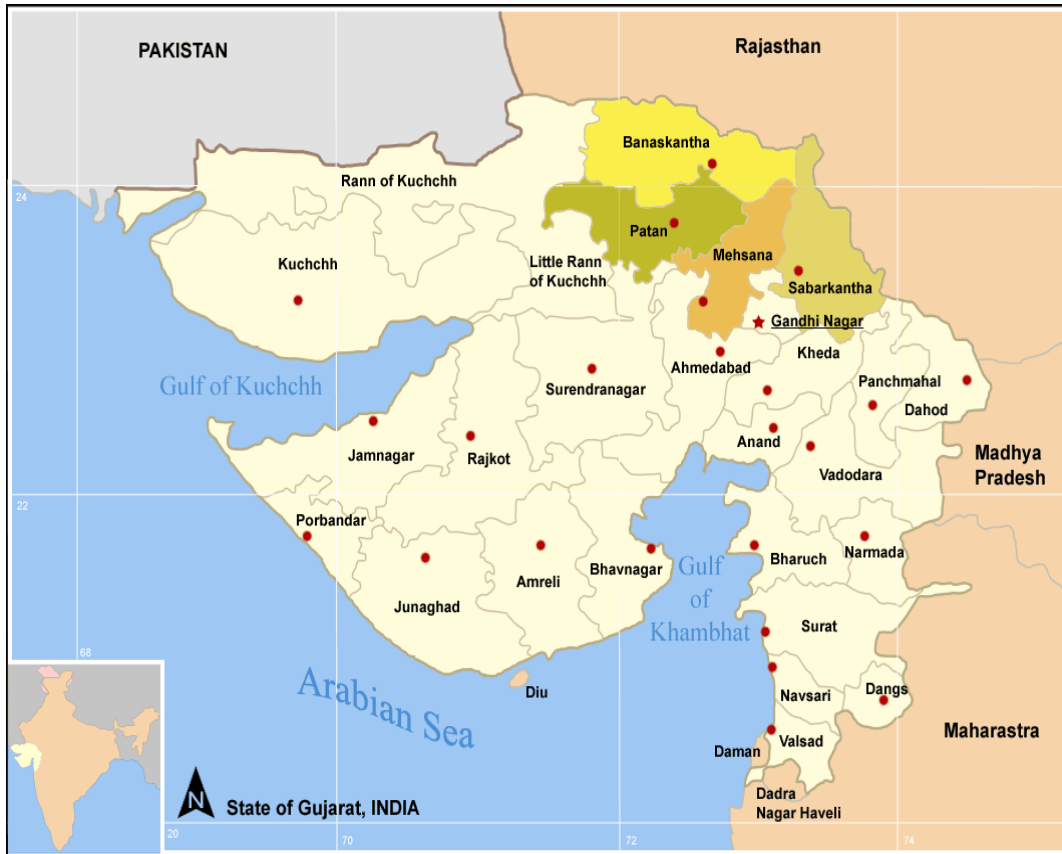 PAKISTAN
Rajasthan
Banaskantha
Rann of Kuchchh
24
Patan
Mehsana
Little Rann
of Kuchchh
Kuchchh
Sabarkantha
Gandhi Nagar
Gulf of Kuchchh
Ahmedabad
Kheda
Surendranagar
Panchmahal
Dahod
Anand
Jamnagar
Rajkot
Vadodara
Madhya
Pradesh
22
Porbandar
Bharuch
Narmada
Amreli
Bhavnagar
Gulf
of
Khambhat
Junaghad
Surat
68
Arabian Sea
Diu
Navsari
Dangs
Valsad
Daman
Maharastra
N
State of Gujarat, INDIA
Dadra
Nagar Haveli
20
70
72
74